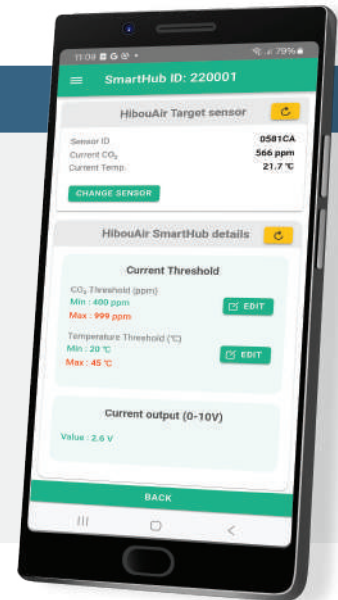 11:09 79%
SmartHub ID: 220001
HibouAir Target sensor
Sensor ID 0581CA
Current CO₂ 566 ppm
Current Temp. 21.7 °C
CHANGE SENSOR
HibouAir SmartHub details
Current Threshold
CO₂ Threshold (ppm)
Min : 400 ppm
EDIT
Max : 999 ppm
Temperature Threshold (°C)
Min : 20 °C
EDIT
Max : 45 °C
Current output (0-10V)
Value : 2.6 V
BACK